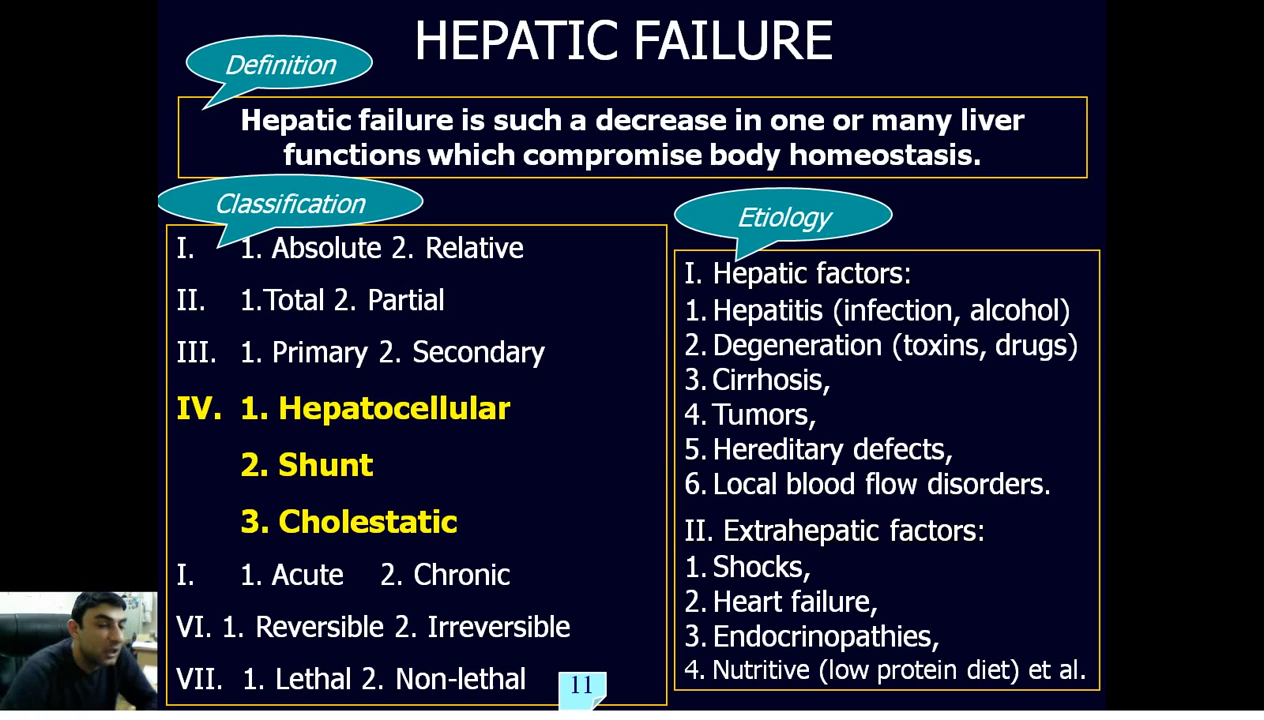 HEPATIC FAILURE
Definition
Hepatic failure is such a decrease in one or many liver
functions which compromise body homeostasis.
Classification
I. 1. Absolute 2. Relative
II. 1.Total 2. Partial
III. 1. Primary 2. Secondary
IV. 1. Hepatocellular
2. Shunt
3. Cholestatic
I. 1. Acute 2. Chronic
VI. 1. Reversible 2. Irreversible
VII. 1. Lethal 2. Non-lethal
Etiology
I. Hepatic factors:
1. Hepatitis (infection, alcohol)
2. Degeneration (toxins, drugs)
3. Cirrhosis,
4. Tumors,
5. Hereditary defects,
6. Local blood flow disorders.
II. Extrahepatic factors:
1. Shocks,
2. Heart failure,
3. Endocrinopathies,
4. Nutritive (low protein diet) et al.
11